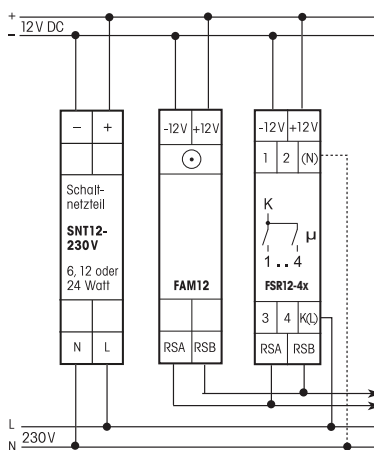 +
12V DC
–
– +
-12V +12V
-12V +12V
1 2 (N)
Schalt-
netzteil
SNT12-
230V
6, 12 oder
24 Watt
FAM12
K
µ
1 .. 4
FSR12-4x
3 4 K(L)
N L
RSA RSB
RSA RSB
L
230V
N